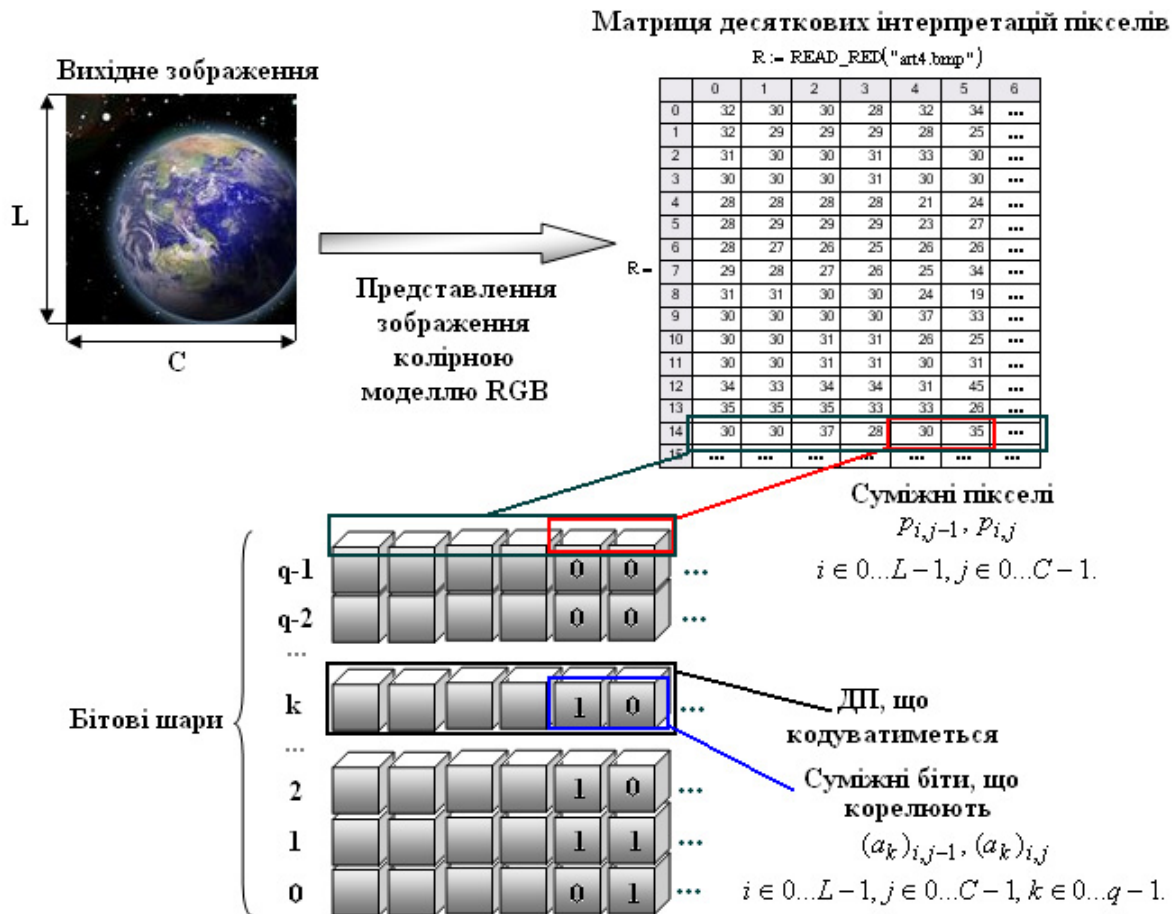 Матриця десяткових інтерпретацій пікселів
R := READ_RED("art4.bmp")
Вихідне зображення
L
C
Представлення
зображення
колірною
моделлю RGB
R =
0 1 2 3 4 5 6
0 32 30 30 28 32 34 ...
1 32 29 29 29 28 25 ...
2 31 30 30 31 33 30 ...
3 30 30 30 31 30 30 ...
4 28 28 28 28 21 24 ...
5 28 29 29 29 23 27 ...
6 28 27 26 25 26 26 ...
7 29 28 27 26 25 34 ...
8 31 31 30 30 24 19 ...
9 30 30 30 30 37 33 ...
10 30 30 31 31 26 25 ...
11 30 30 31 31 30 31 ...
12 34 33 34 34 31 45 ...
13 35 35 35 33 33 26 ...
14 30 30 37 28 30 35 ...
15 ... ... ... ... ... ... ...
Суміжні пікселі
p_{i,j-1}, p_{i,j}
i ∈ 0...L−1, j ∈ 0...C−1.
Бітові шари
q-1 0 0 ...
q-2 0 0 ...
...
k 1 0 ...
...
2 1 0 ...
1 1 1 ...
0 0 1 ...
ДП, що
кодуватиметься
Суміжні біти, що
корелюють
(a_k)_{i,j−1}, (a_k)_{i,j}
i ∈ 0...L−1, j ∈ 0...C−1, k ∈ 0...q−1.